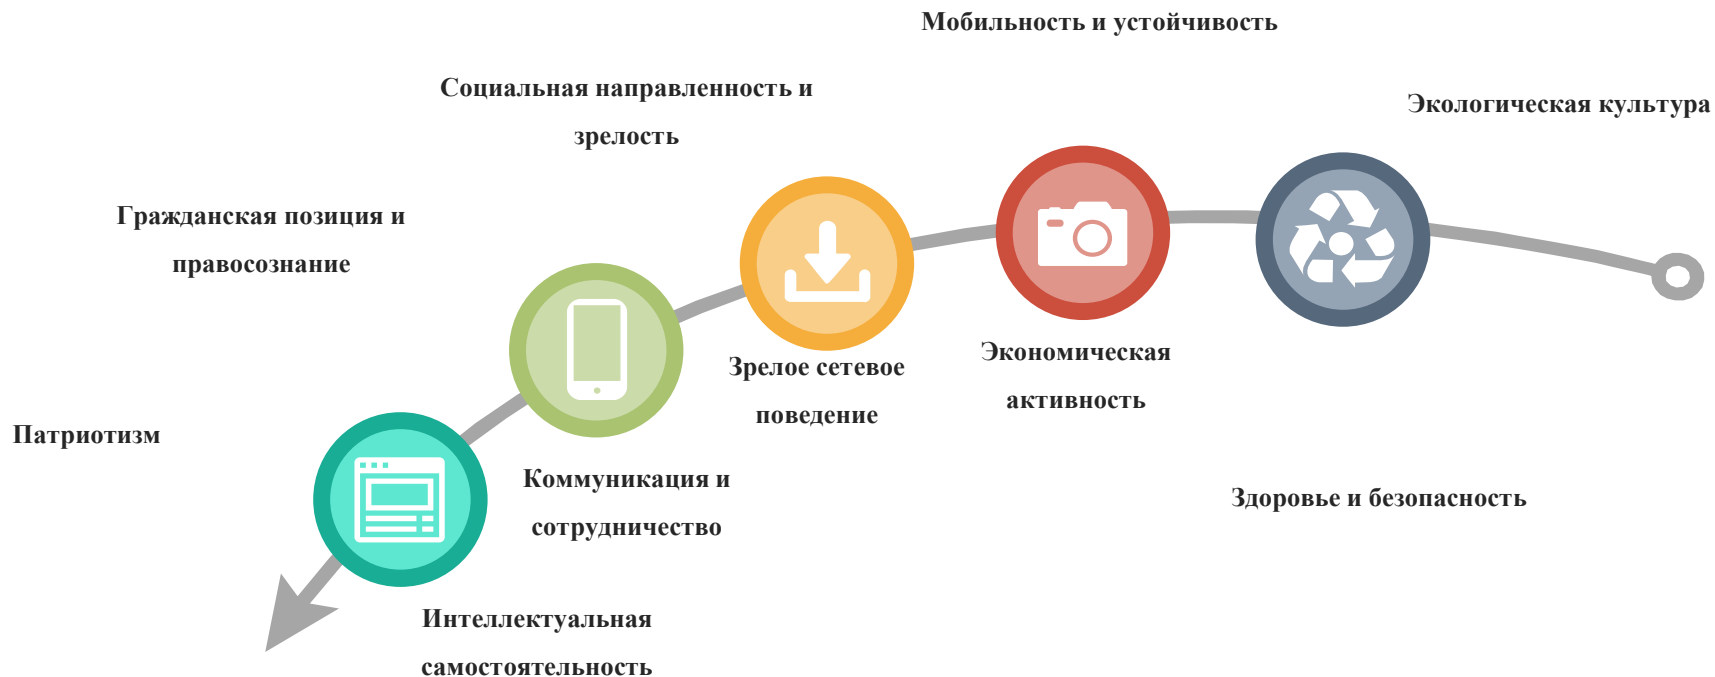 Мобильность и устойчивость
Социальная направленность и
зрелость
Экологическая культура
Гражданская позиция и
правосознание
Зрелое сетевое
поведение
Экономическая
активность
Патриотизм
Коммуникация и
сотрудничество
Здоровье и безопасность
Интеллектуальная
самостоятельность